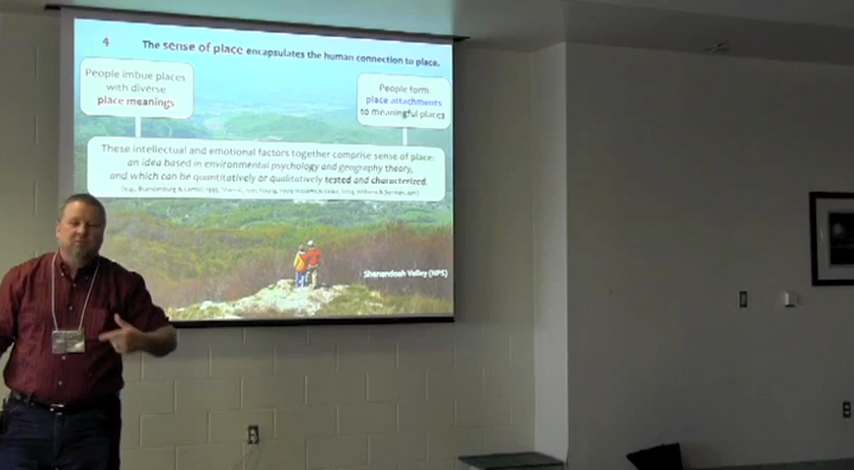 4 The sense of place encapsulates the human connection to place.
People imbue places
with diverse
place meanings
People form
place attachments
to meaningful places
These intellectual and emotional factors together comprise sense of place:
an idea based in environmental psychology and geography theory,
and which can be quantitatively or qualitatively tested and characterized.
(e.g., Brandenburg & Carroll, 1995;
Shenandoah Valley (NPS)